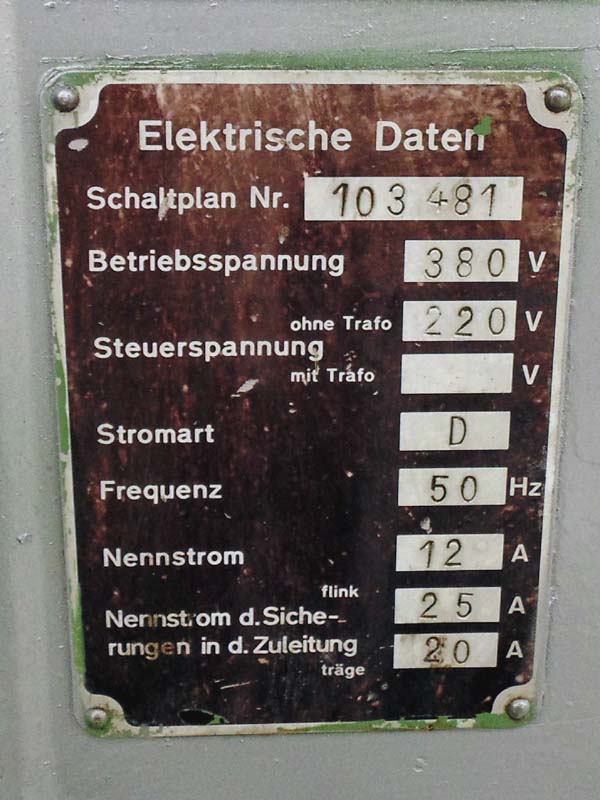 Elektrische Daten
Schaltplan Nr. 103 481
Betriebsspannung 380 V
ohne Trafo 220 V
Steuerspannung
mit Trafo V
Stromart D
Frequenz 50 Hz
Nennstrom 12 A
flink 25 A
Nennstrom d. Siche-
rungen in d. Zuleitung 20 A
träge